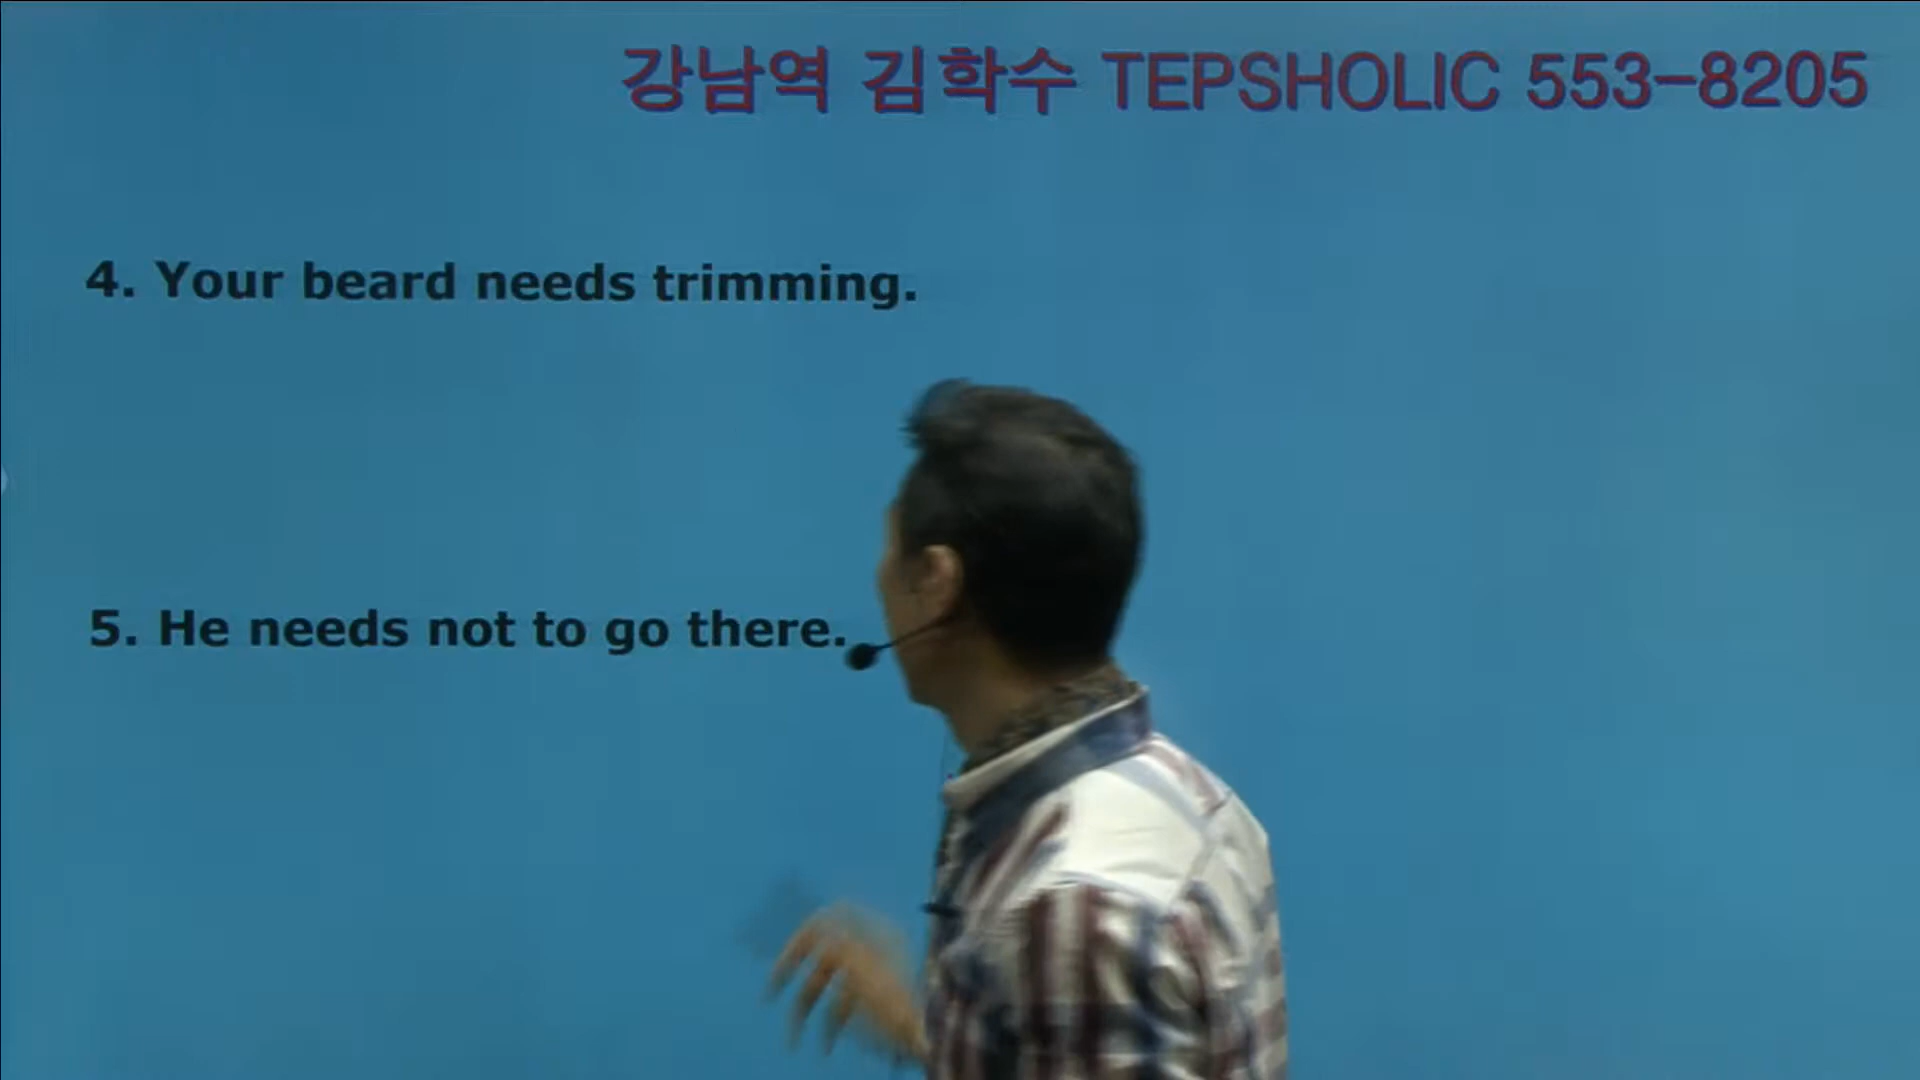 강남역 김학수 TEPSHOLIC 553-8205
4. Your beard needs trimming.
5. He needs not to go there.